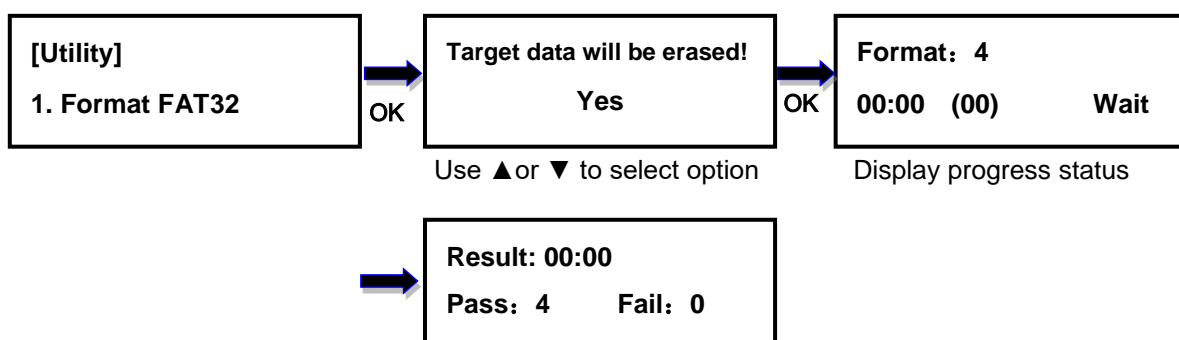 [Utility]
1. Format FAT32
OK
Target data will be erased!
Yes
Use ▲or ▼ to select option
OK
Format：4
00:00 (00) Wait
Display progress status
Result: 00:00
Pass：4 Fail：0